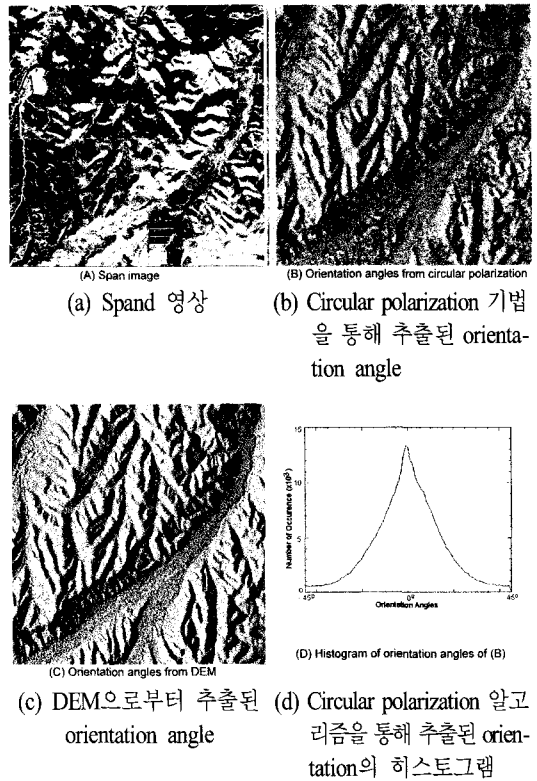 (A) Span image
(B) Orientation angles from circular polarization
(a) Spand 영상
(b) Circular polarization 기법
을 통해 추출된 orienta-
tion angle
(C) Orientation angles from DEM
15
10
5
0
Number of Occurence (x10³)
-45º
0º
45º
Orientation Angles
(D) Histogram of orientation angles of (B)
(c) DEM으로부터 추출된
orientation angle
(d) Circular polarization 알고
리즘을 통해 추출된 orien-
tation의 히스토그램